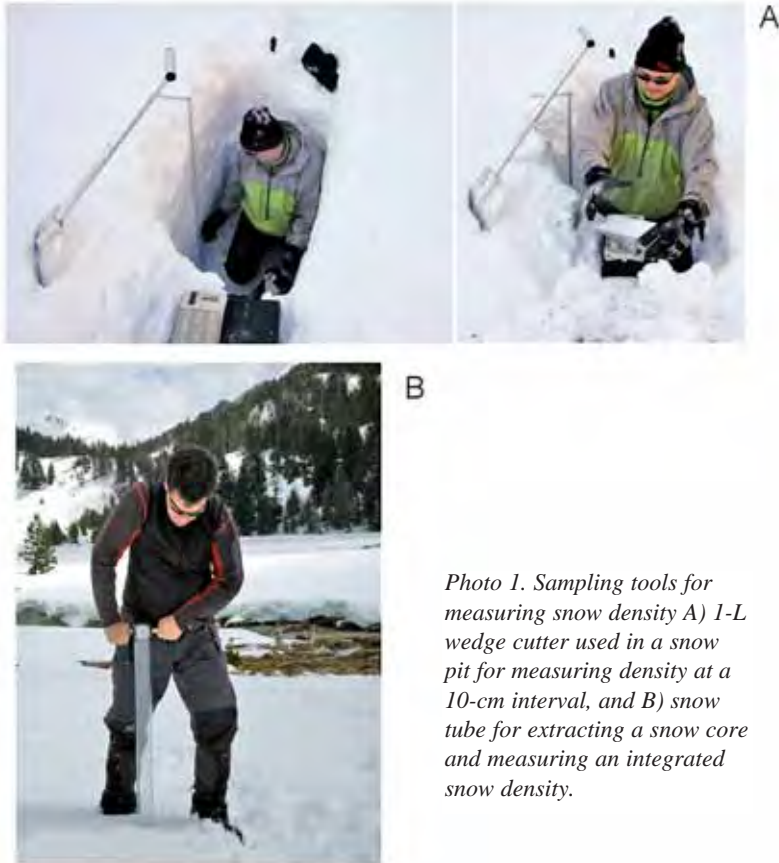 A
B
Photo 1. Sampling tools for
measuring snow density A) 1-L
wedge cutter used in a snow
pit for measuring density at a
10-cm interval, and B) snow
tube for extracting a snow core
and measuring an integrated
snow density.